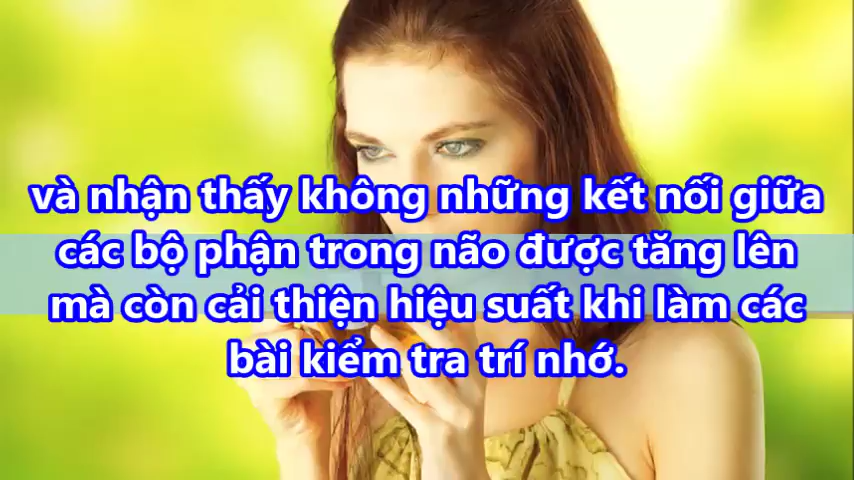 và nhận thấy không những kết nối giữa
các bộ phận trong não được tăng lên
mà còn cải thiện hiệu suất khi làm các
bài kiểm tra trí nhớ.